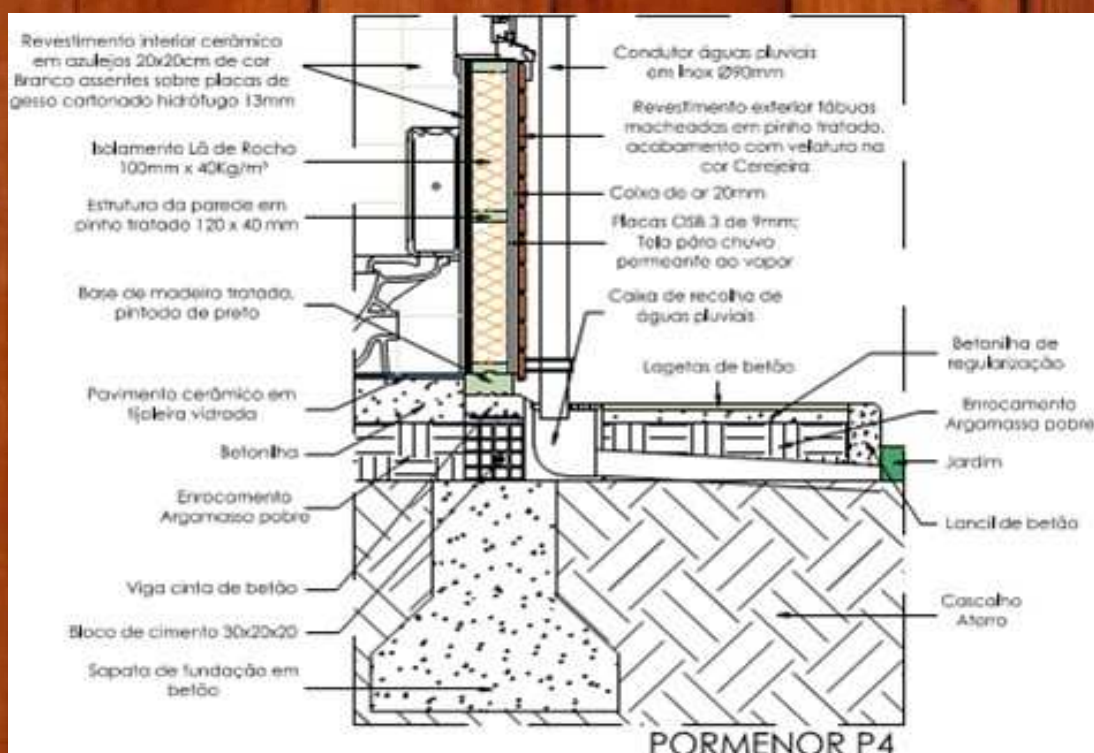 Revestimento interior cerâmico
em azulejos 20x20cm de cor
Branco assentes sobre placas de
gesso cartonado hidrófugo 13mm
Isolamento Lã de Rocha
100mm x 40Kg/m³
Estrutura da parede em
pinho tratado 120 x 40 mm
Base de madeira tratada,
pintada de preto
Pavimento cerâmico em
tijoleira vidrada
Betonilha
Enrocamento
Argamassa pobre
Viga cinta de betão
Bloco de cimento 30x20x20
Sapata de fundação em
betão
Condutor águas pluviais
em Inox Ø90mm
Revestimento exterior tábuas
macheadas em pinho tratado,
acabamento com velatura na
cor Cerejeira
Caixa de ar 20mm
Placas OSB 3 de 9mm;
Tela pára chuva
permeante ao vapor
Caixa de recolha de
águas pluviais
Lagetas de betão
Betonilha de
regularização
Enrocamento
Argamassa pobre
Jardim
Lancil de betão
Cascalho
Aterro
PORMENOR P4